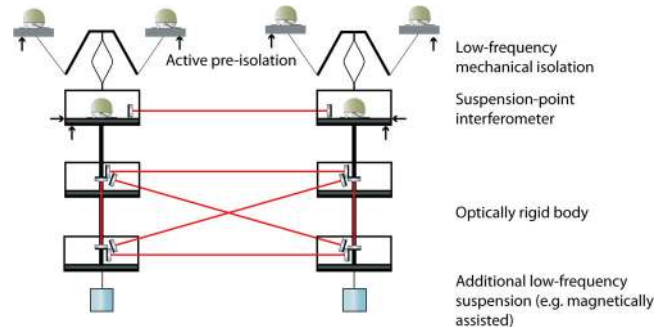 Active pre-isolation
Low-frequency
mechanical isolation
Suspension-point
interferometer
Optically rigid body
Additional low-frequency
suspension (e.g. magnetically
assisted)